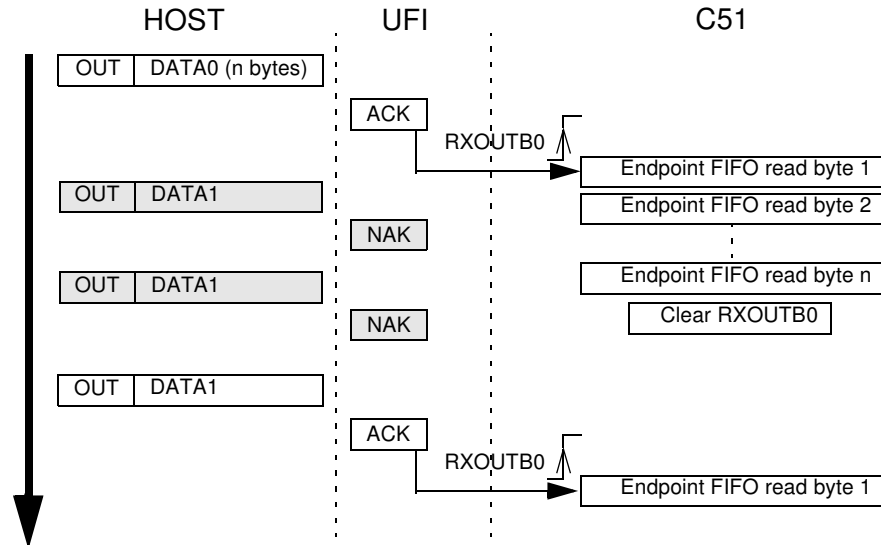 HOST UFI C51
OUT DATA0 (n bytes)
ACK
RXOUTB0
Endpoint FIFO read byte 1
OUT DATA1
Endpoint FIFO read byte 2
NAK
OUT DATA1
Endpoint FIFO read byte n
NAK
Clear RXOUTB0
OUT DATA1
ACK
RXOUTB0
Endpoint FIFO read byte 1